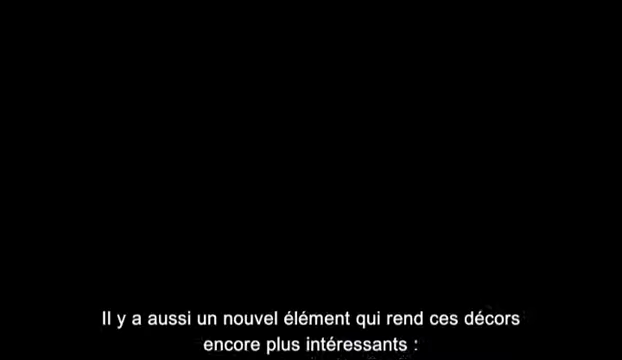 Il y a aussi un nouvel élément qui rend ces décors
encore plus intéressants :